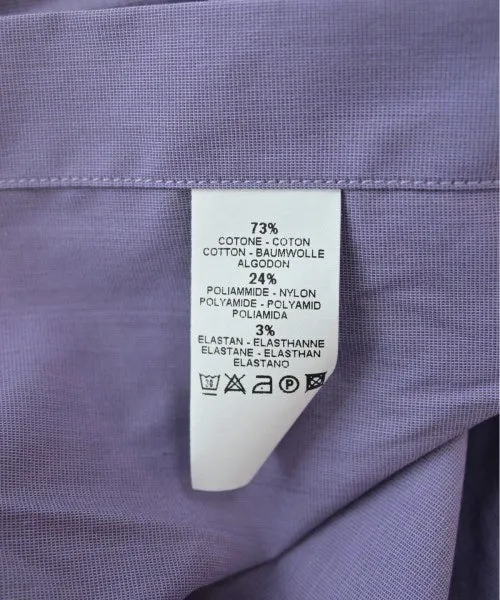 73%
COTONE - COTON
COTTON - BAUMWOLLE
ALGODON
24%
POLIAMMIDE - NYLON
POLYAMIDE - POLYAMID
POLIAMIDA
3%
ELASTAN - ELASTHANNE
ELASTANE - ELASTHAN
ELASTANO
P